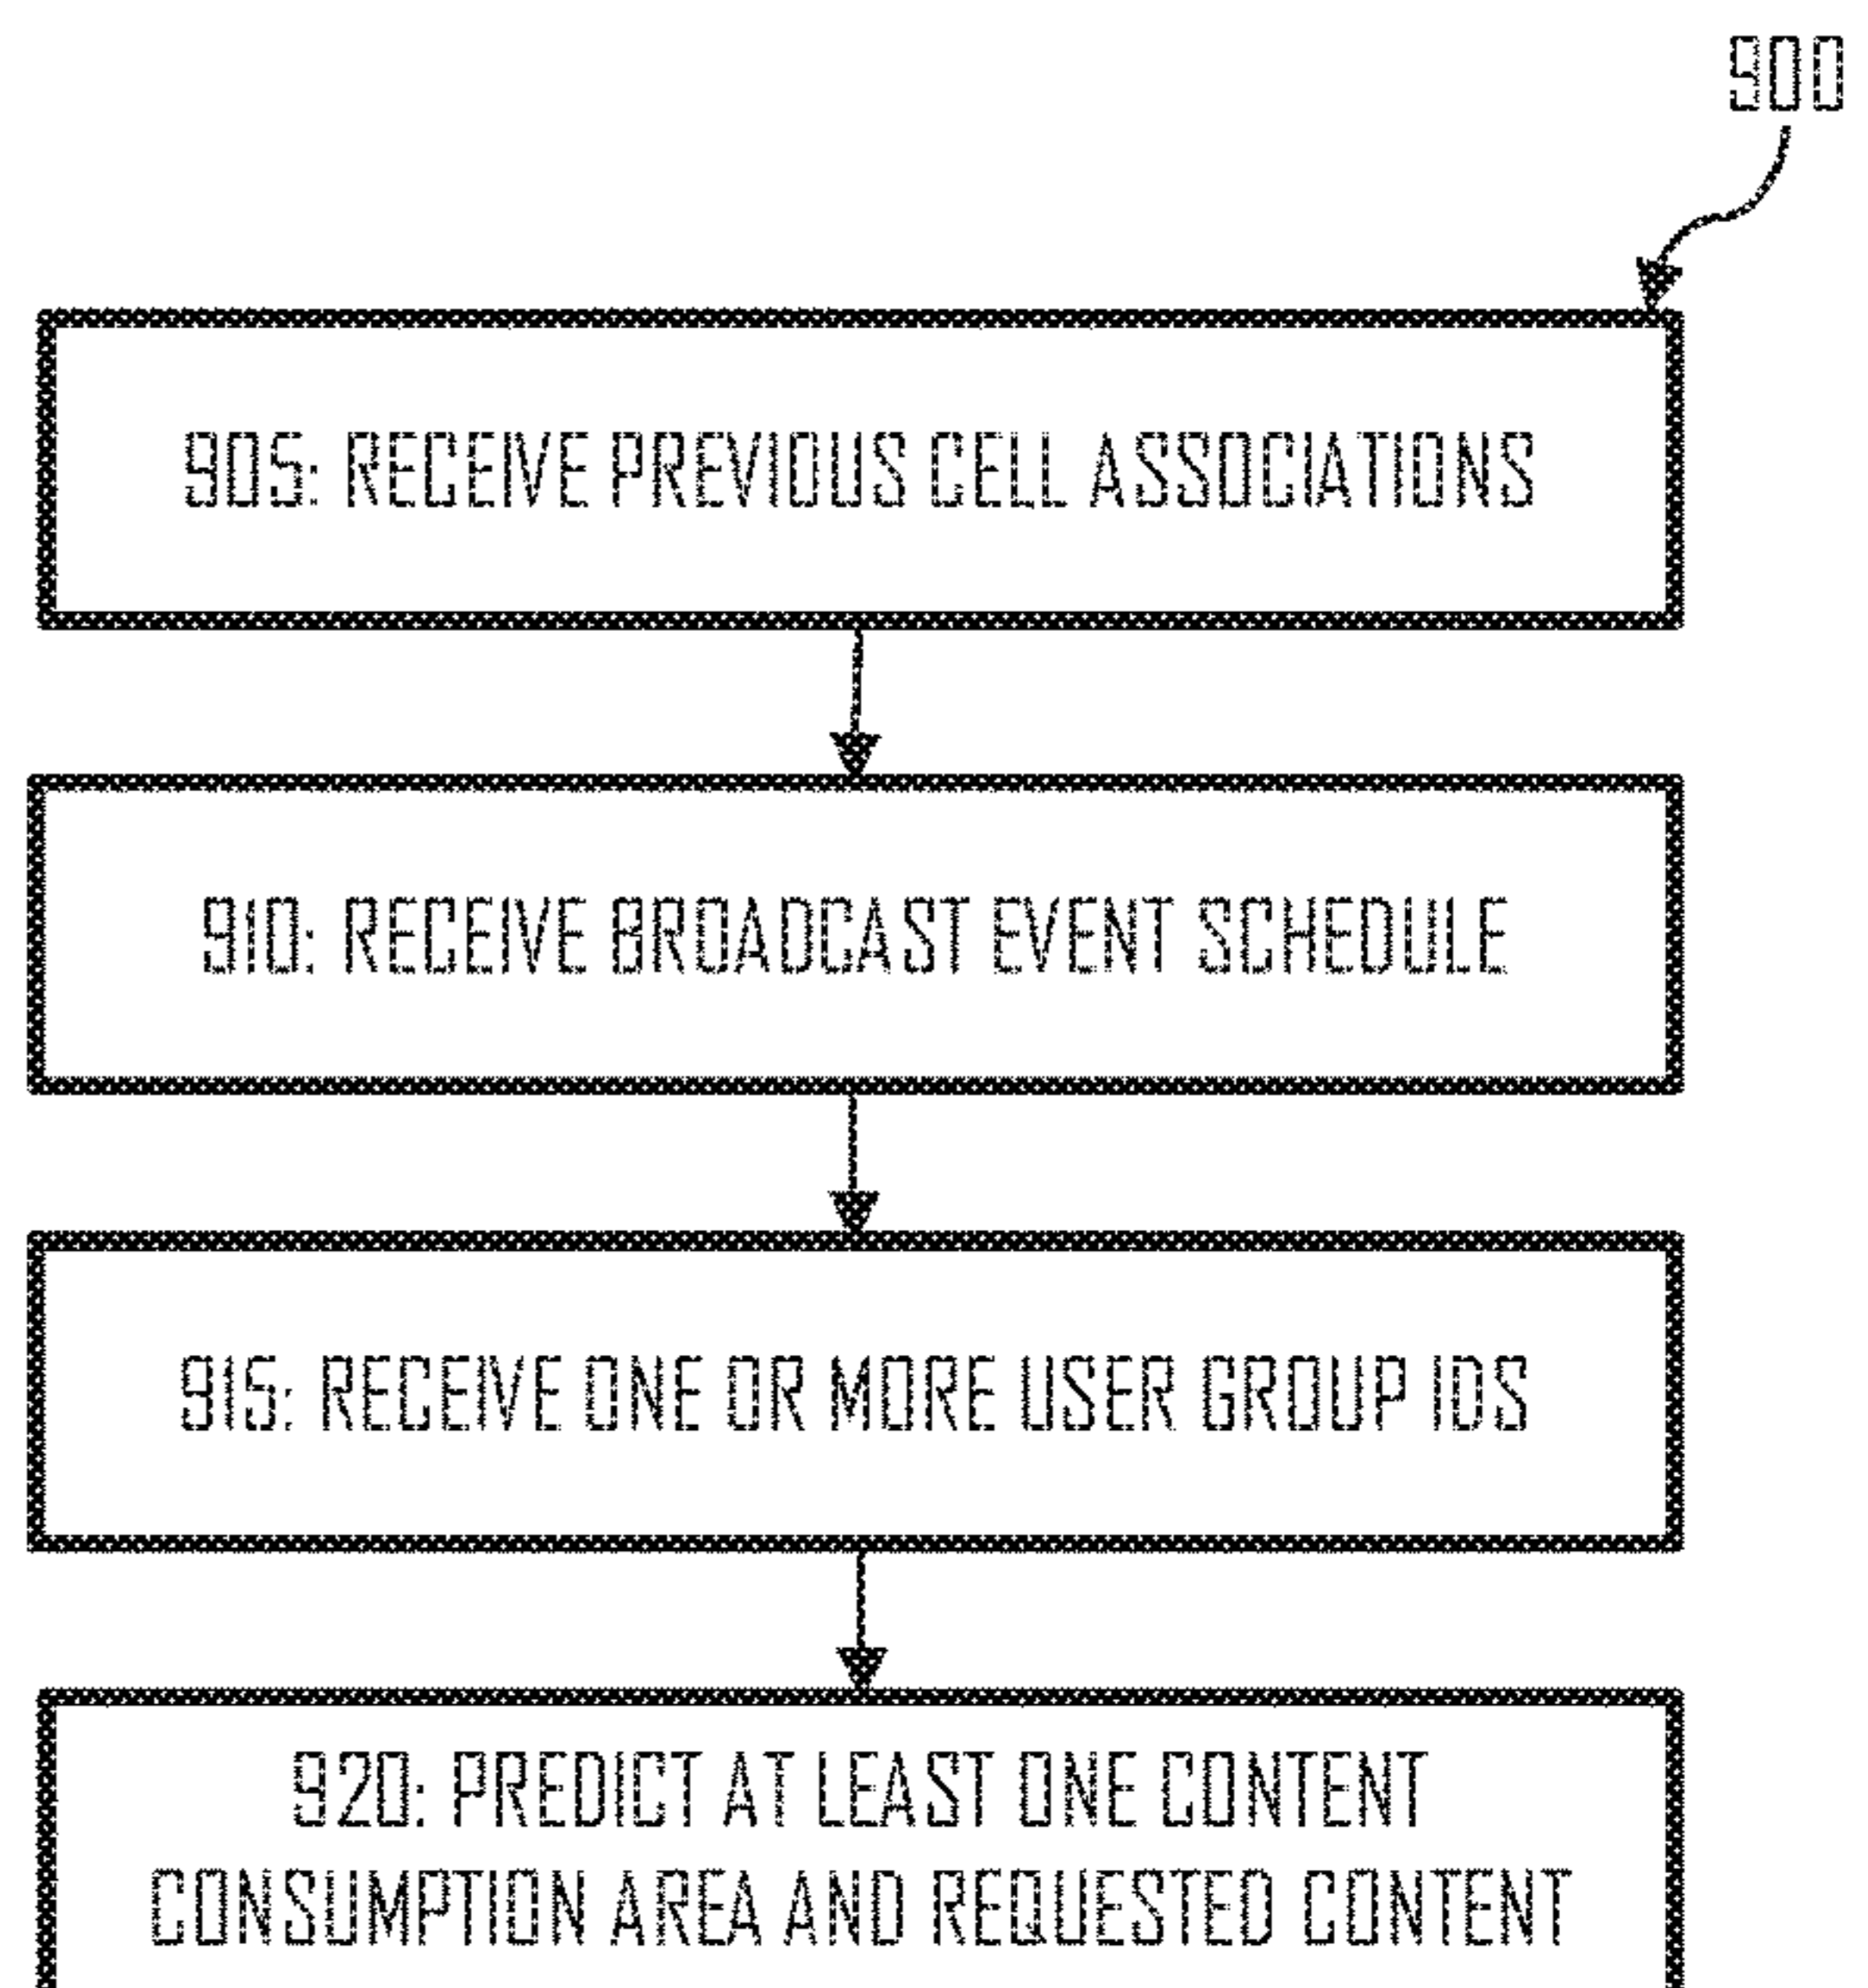 900
905: RECEIVE PREVIOUS CELL ASSOCIATIONS
910: RECEIVE BROADCAST EVENT SCHEDULE
915: RECEIVE ONE OR MORE USER GROUP IDS
920: PREDICT AT LEAST ONE CONTENT
CONSUMPTION AREA AND REQUESTED CONTENT